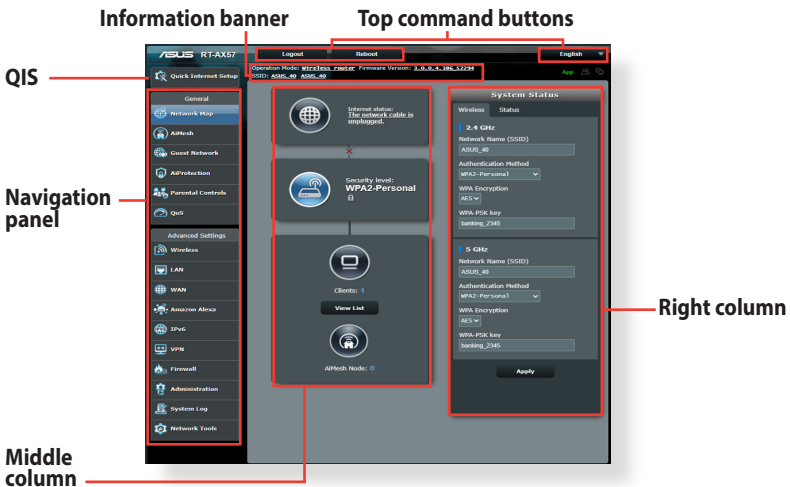 Information banner
Top command buttons
QIS
Navigation
panel
Middle
column
Right column
ASUS RT-AX57
Logout
Reboot
English
Quick Internet Setup
Operation Mode: Wireless router Firmware Version: 3.0.0.4.386_52294
SSID: ASUS_40 ASUS_40
App
General
Network Map
AiMesh
Guest Network
AiProtection
Parental Controls
QoS
Advanced Settings
Wireless
LAN
WAN
Amazon Alexa
IPv6
VPN
Firewall
Administration
System Log
Network Tools
Internet status:
The network cable is
unplugged.
Security level:
WPA2-Personal
Clients: 1
View List
AiMesh Node: 0
System Status
Wireless Status
2.4 GHz
Network Name (SSID)
ASUS_40
Authentication Method
WPA2-Personal
WPA Encryption
AES
WPA-PSK key
banking_2345
5 GHz
Network Name (SSID)
ASUS_40
Authentication Method
WPA2-Personal
WPA Encryption
AES
WPA-PSK key
banking_2345
Apply